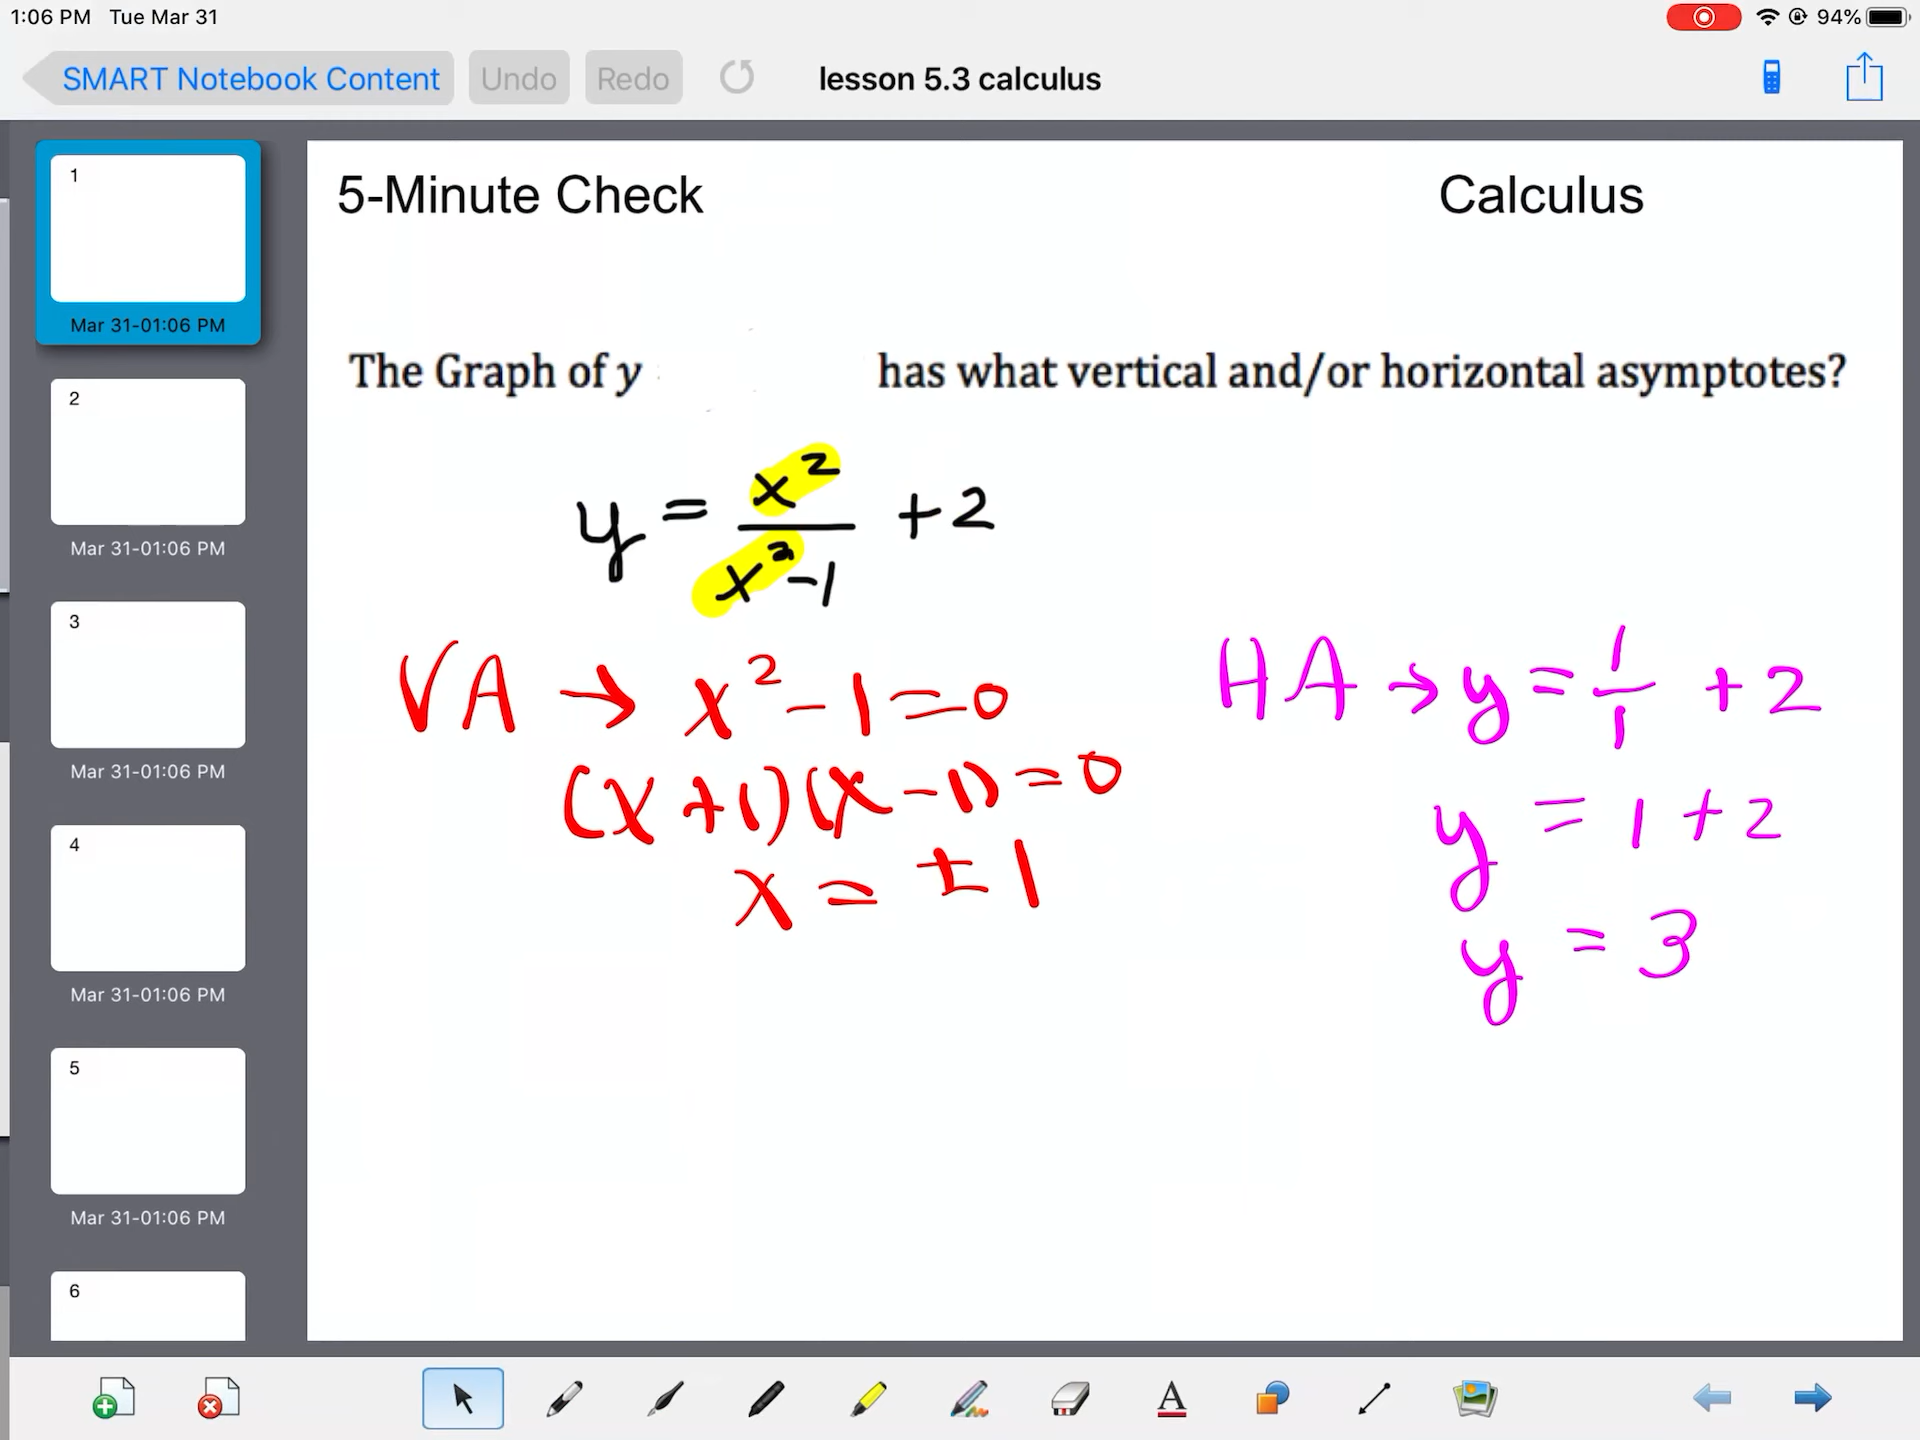 1:06 PM Tue Mar 31
94%
SMART Notebook Content Undo Redo lesson 5.3 calculus
1
Mar 31-01:06 PM
2
Mar 31-01:06 PM
3
Mar 31-01:06 PM
4
Mar 31-01:06 PM
5
Mar 31-01:06 PM
6
5-Minute Check Calculus
The Graph of y has what vertical and/or horizontal asymptotes?
y = x²/(x²-1) + 2
VA → x² - 1 = 0
(x + 1)(x - 1) = 0
x = ± 1
HA → y = 1/1 + 2
y = 1 + 2
y = 3
A